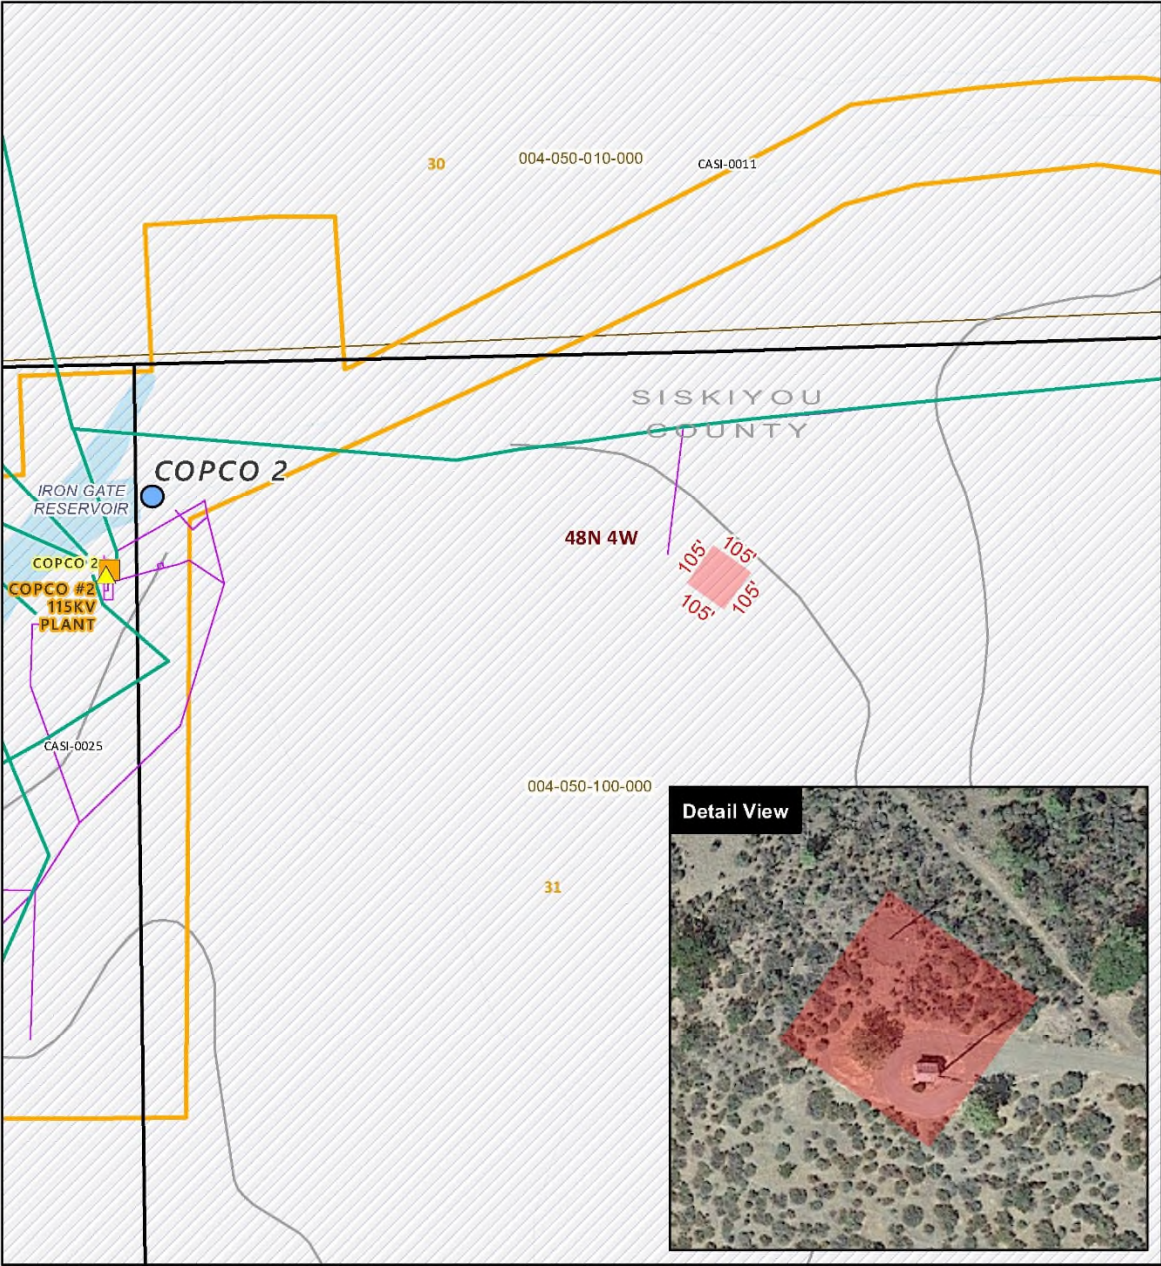 30
004-050-010-000
CASI-0011
SISKIYOU
COUNTY
COPCO 2
IRON GATE
RESERVOIR
48N 4W
105'
105'
105'
105'
COPCO 2
COPCO #2
115KV
PLANT
CASI-0025
004-050-100-000
Detail View
31